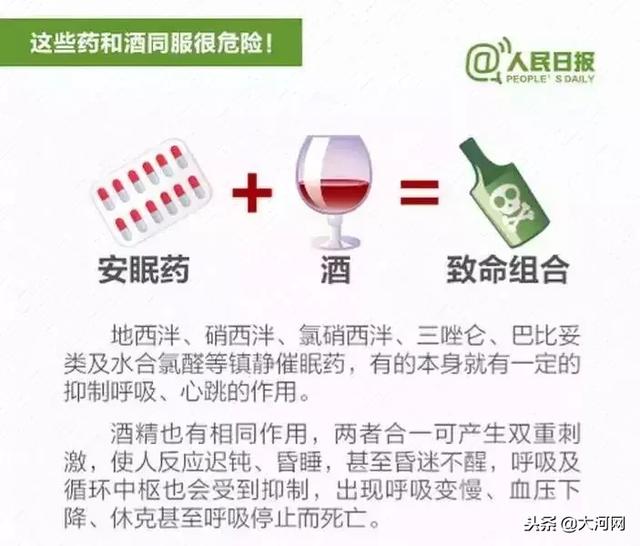 这些药和酒同服很危险！
@人民日报
PEOPLE'S DAILY
安眠药 + 酒 = 致命组合
地西泮、硝西泮、氯硝西泮、三唑仑、巴比妥
类及水合氯醛等镇静催眠药，有的本身就有一定的
抑制呼吸、心跳的作用。
酒精也有相同作用，两者合一可产生双重刺
激，使人反应迟钝、昏睡，甚至昏迷不醒，呼吸及
循环中枢也会受到抑制，出现呼吸变慢、血压下
降、休克甚至呼吸停止而死亡。
头条@大河网